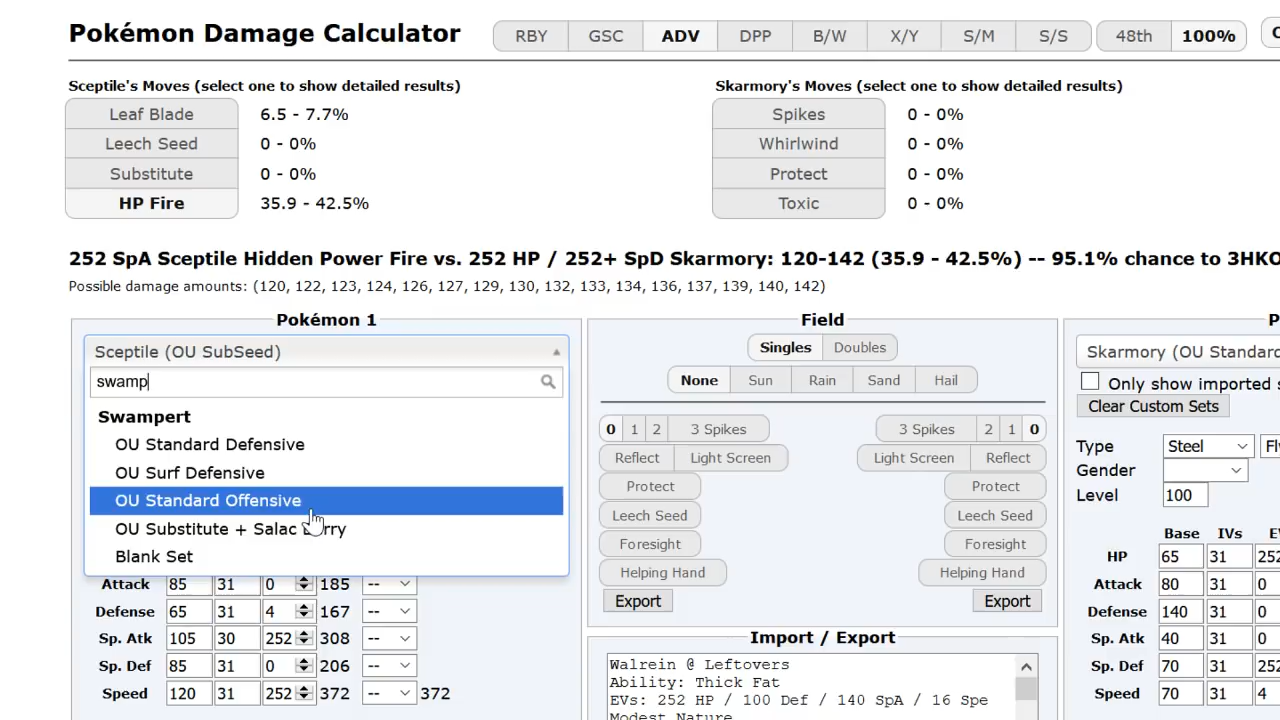 Pokémon Damage Calculator
RBY GSC ADV DPP B/W X/Y S/M S/S 48th 100%
Sceptile's Moves (select one to show detailed results)
Leaf Blade 6.5 - 7.7%
Leech Seed 0 - 0%
Substitute 0 - 0%
HP Fire 35.9 - 42.5%
Skarmory's Moves (select one to show detailed results)
Spikes 0 - 0%
Whirlwind 0 - 0%
Protect 0 - 0%
Toxic 0 - 0%
252 SpA Sceptile Hidden Power Fire vs. 252 HP / 252+ SpD Skarmory: 120-142 (35.9 - 42.5%) -- 95.1% chance to 3HKO
Possible damage amounts: (120, 122, 123, 124, 126, 127, 129, 130, 132, 133, 134, 136, 137, 139, 140, 142)
Pokémon 1
Sceptile (OU SubSeed)
swamp
Swampert
OU Standard Defensive
OU Surf Defensive
OU Standard Offensive
OU Substitute + Salac
Blank Set
Attack 85 31 0 185 --
Defense 65 31 4 167 --
Sp. Atk 105 30 252 308 --
Sp. Def 85 31 0 206 --
Speed 120 31 252 372 -- 372
Field
Singles Doubles
None Sun Rain Sand Hail
0 1 2 3 Spikes 3 Spikes 2 1 0
Reflect Light Screen Light Screen Reflect
Protect Protect
Leech Seed Leech Seed
Foresight Foresight
Helping Hand Helping Hand
Export Export
Import / Export
Walrein @ Leftovers
Ability: Thick Fat
EVs: 252 HP / 100 Def / 140 SpA / 16 Spe
Modest Nature
Skarmory (OU Standard
Only show imported s
Clear Custom Sets
Type Steel
Gender
Level 100
Base IVs
HP 65 31 252
Attack 80 31 0
Defense 140 31 0
Sp. Atk 40 31 0
Sp. Def 70 31 252
Speed 70 31 4